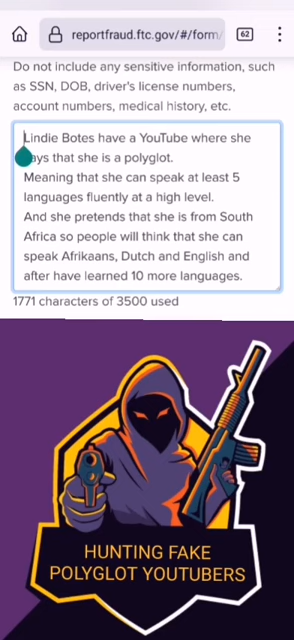 reportfraud.ftc.gov/#/form/
62
Do not include any sensitive information, such
as SSN, DOB, driver's license numbers,
account numbers, medical history, etc.
Lindie Botes have a YouTube where she
says that she is a polyglot.
Meaning that she can speak at least 5
languages fluently at a high level.
And she pretends that she is from South
Africa so people will think that she can
speak Afrikaans, Dutch and English and
after have learned 10 more languages.
1771 characters of 3500 used
HUNTING FAKE
POLYGLOT YOUTUBERS